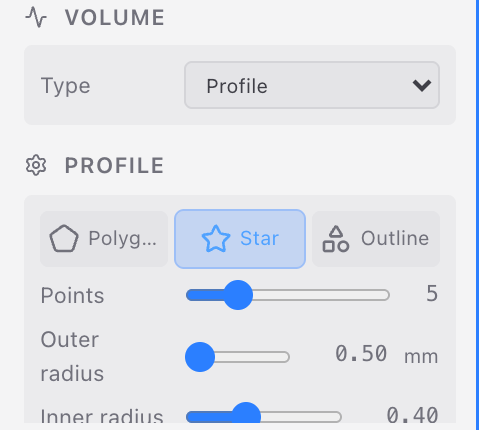 VOLUME
Type Profile
PROFILE
Polyg... Star Outline
Points 5
Outer radius 0.50 mm
Inner radius 0.40